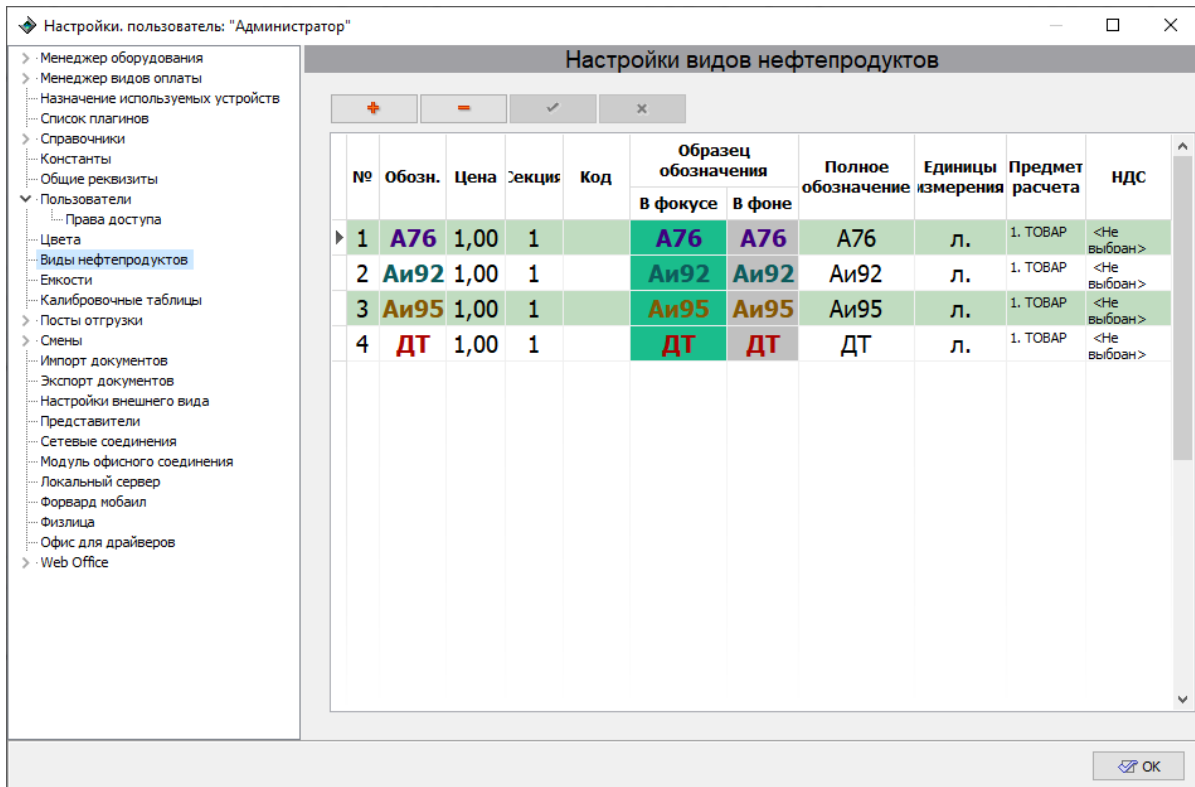 Настройки. пользователь: "Администратор"
Менеджер оборудования
Менеджер видов оплаты
Назначение используемых устройств
Список плагинов
Справочники
Константы
Общие реквизиты
Пользователи
Права доступа
Цвета
Виды нефтепродуктов
Емкости
Калибровочные таблицы
Посты отгрузки
Смены
Импорт документов
Экспорт документов
Настройки внешнего вида
Представители
Сетевые соединения
Модуль офисного соединения
Локальный сервер
Форвард мобаил
Физлица
Офис для драйверов
Web Office
Настройки видов нефтепродуктов
№ Обозн. Цена Секция Код Образец обозначения Полное обозначение Единицы измерения Предмет расчета НДС
В фокусе В фоне
1 А76 1,00 1 А76 А76 А76 л. 1. ТОВАР <Не выбран>
2 Аи92 1,00 1 Аи92 Аи92 Аи92 л. 1. ТОВАР <Не выбран>
3 Аи95 1,00 1 Аи95 Аи95 Аи95 л. 1. ТОВАР <Не выбран>
4 ДТ 1,00 1 ДТ ДТ ДТ л. 1. ТОВАР <Не выбран>
OK